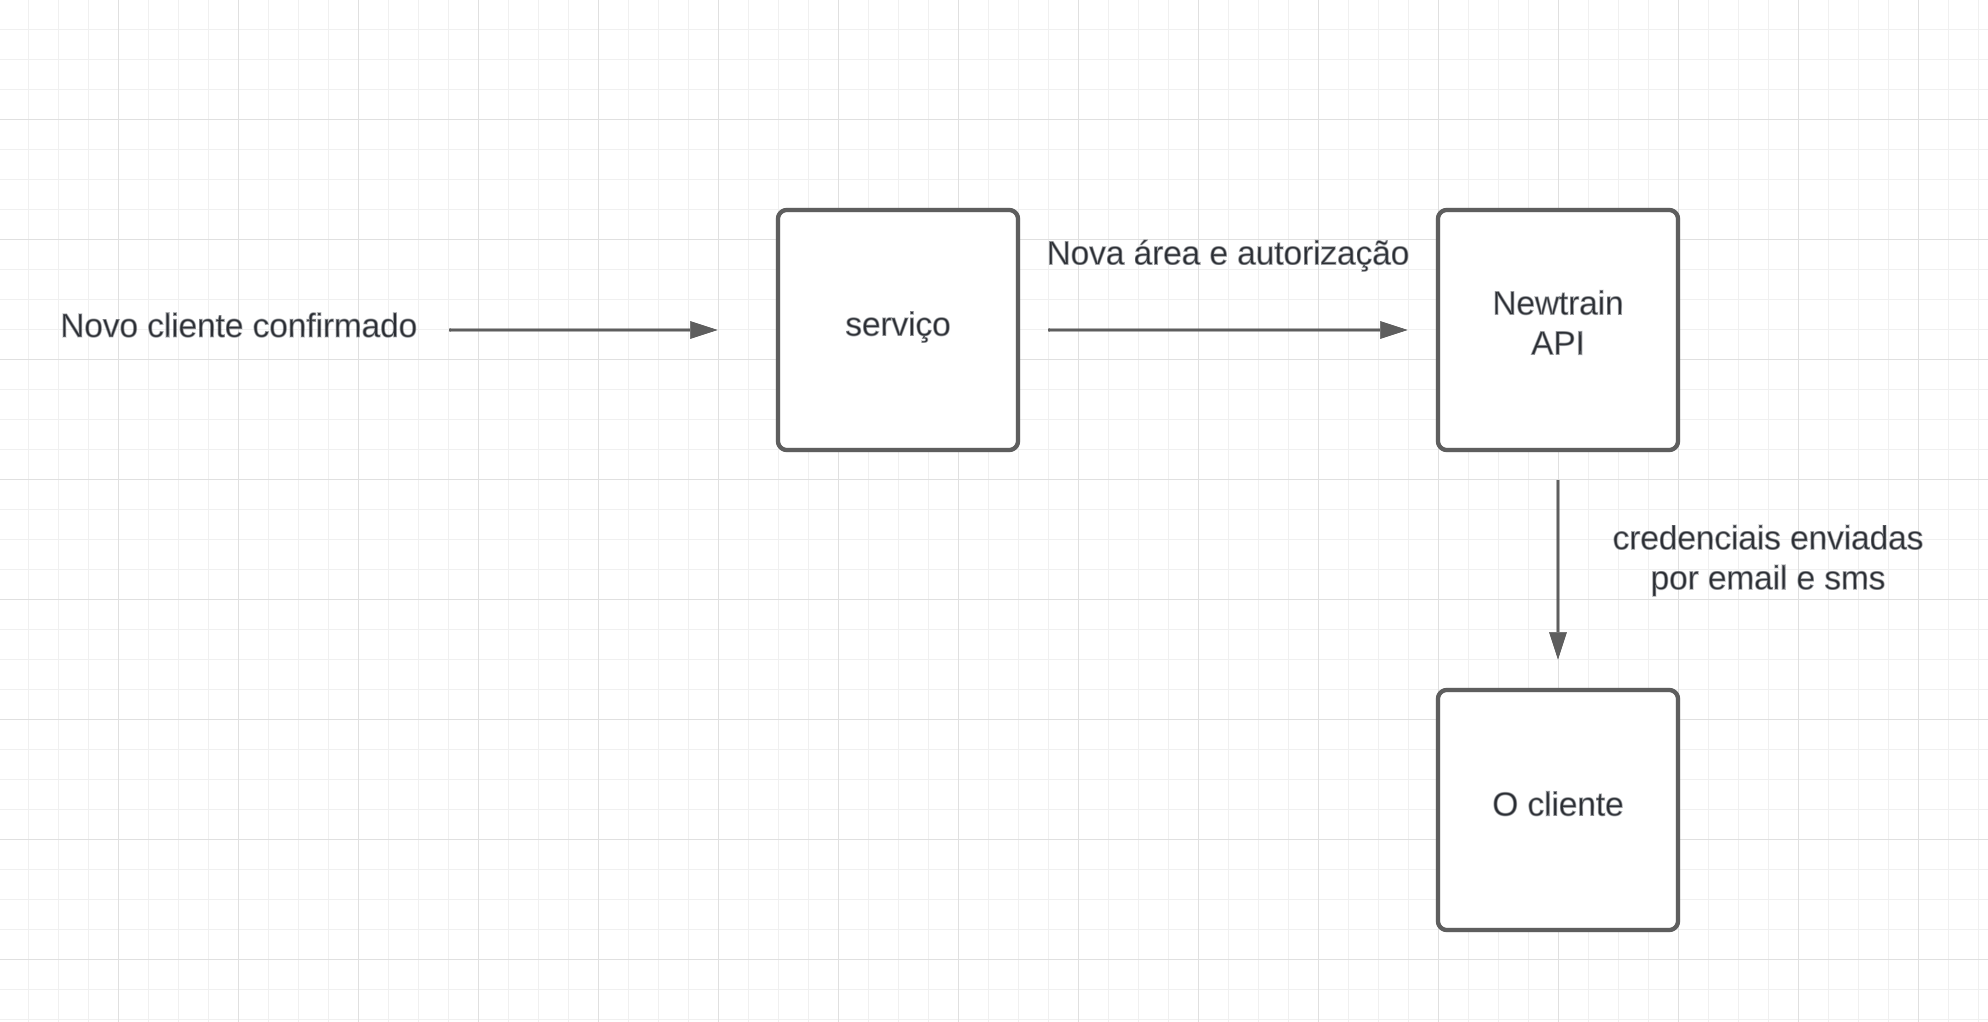 Novo cliente confirmado
serviço
Nova área e autorização
Newtrain
API
credenciais enviadas
por email e sms
O cliente